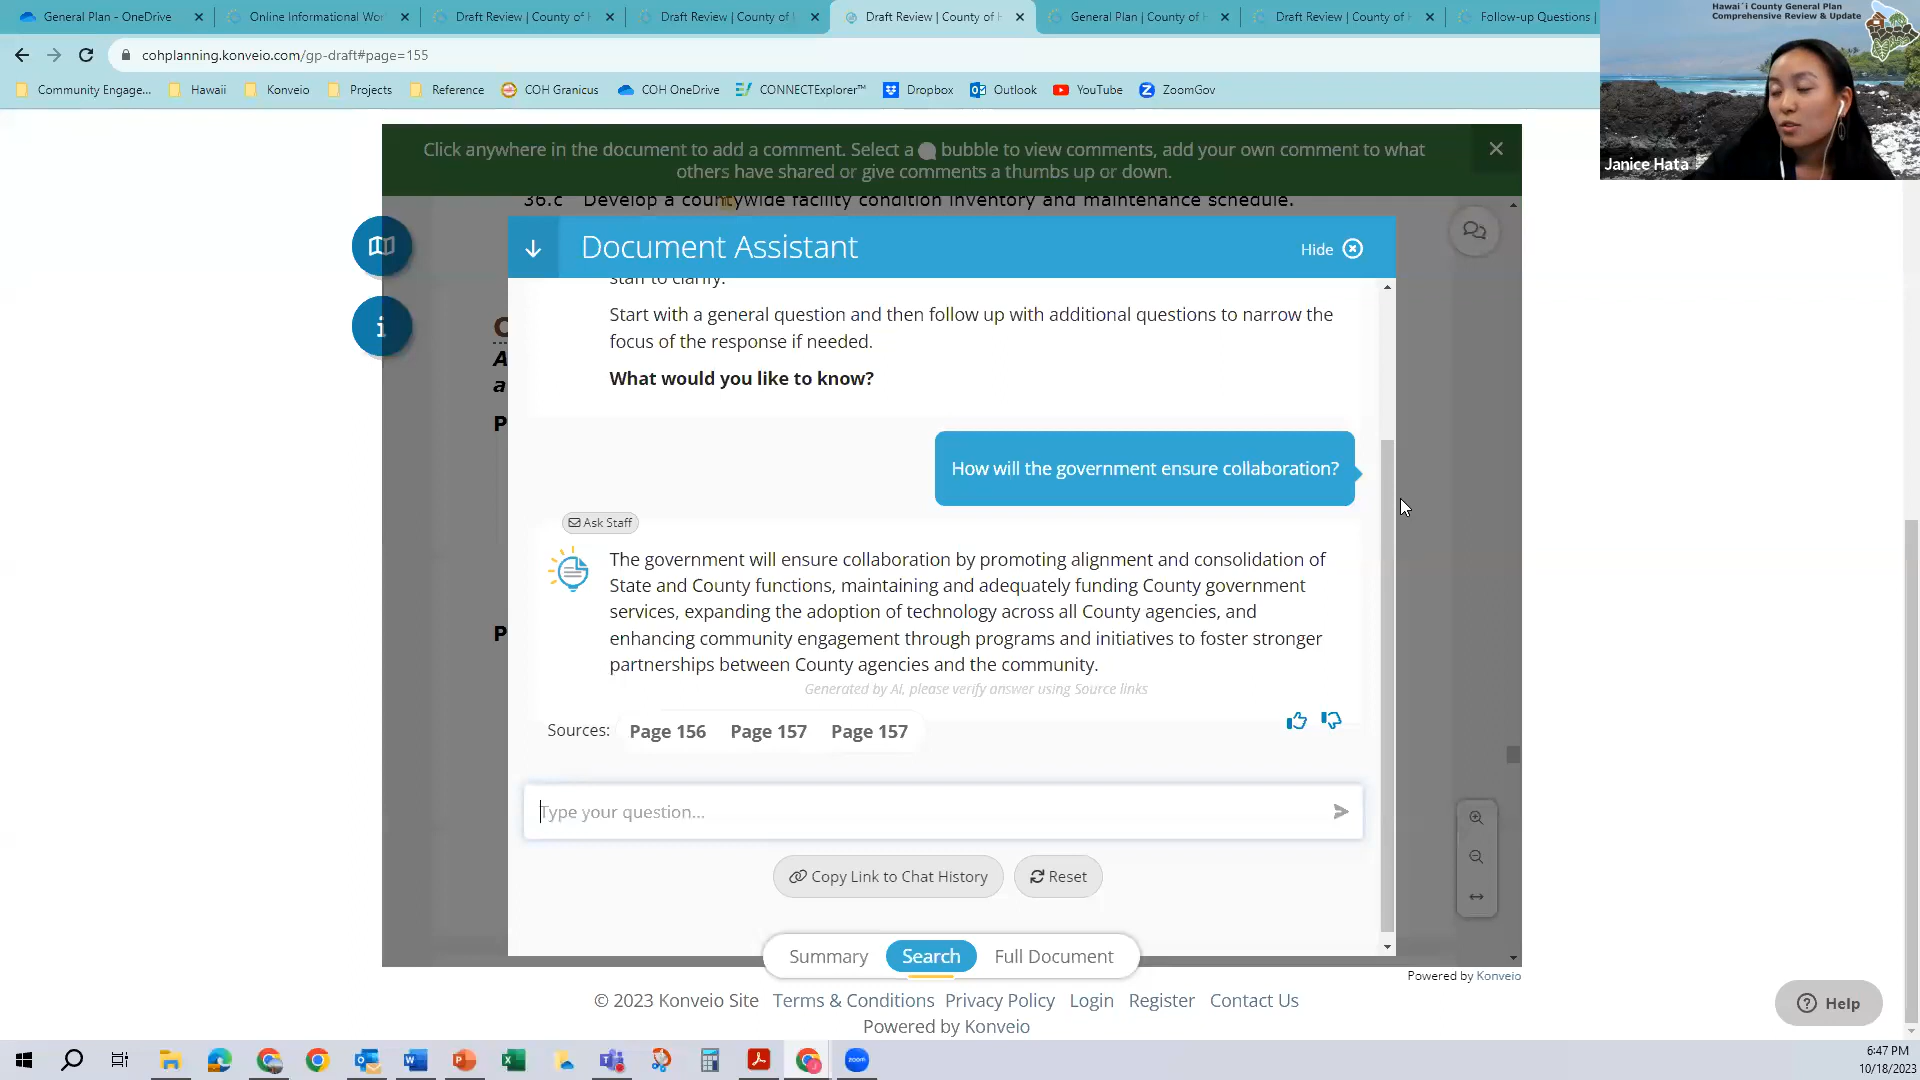 General Plan - OneDrive
Online Informational Wor
Draft Review | County of H
Draft Review | County of
Draft Review | County of H
General Plan | County of H
Draft Review | County of H
Follow-up Questions |
Hawai´i County General Plan
Comprehensive Review & Update
cohplanning.konveio.com/gp-draft#page=155
Community Engage...
Hawaii
Konveio
Projects
Reference
COH Granicus
COH OneDrive
CONNECTExplorer™
Dropbox
Outlook
YouTube
ZoomGov
Janice Hata
Click anywhere in the document to add a comment. Select a bubble to view comments, add your own comment to what
others have shared or give comments a thumbs up or down.
36.c Develop a countywide facility condition inventory and maintenance schedule.
Document Assistant
Hide
staff to clarify.
Start with a general question and then follow up with additional questions to narrow the
focus of the response if needed.
What would you like to know?
How will the government ensure collaboration?
Ask Staff
The government will ensure collaboration by promoting alignment and consolidation of
State and County functions, maintaining and adequately funding County government
services, expanding the adoption of technology across all County agencies, and
enhancing community engagement through programs and initiatives to foster stronger
partnerships between County agencies and the community.
Generated by AI, please verify answer using Source links
Sources: Page 156 Page 157 Page 157
Type your question...
Copy Link to Chat History
Reset
Summary
Search
Full Document
Powered by Konveio
© 2023 Konveio Site Terms & Conditions Privacy Policy Login Register Contact Us
Powered by Konveio
Help
6:47 PM
10/18/2023